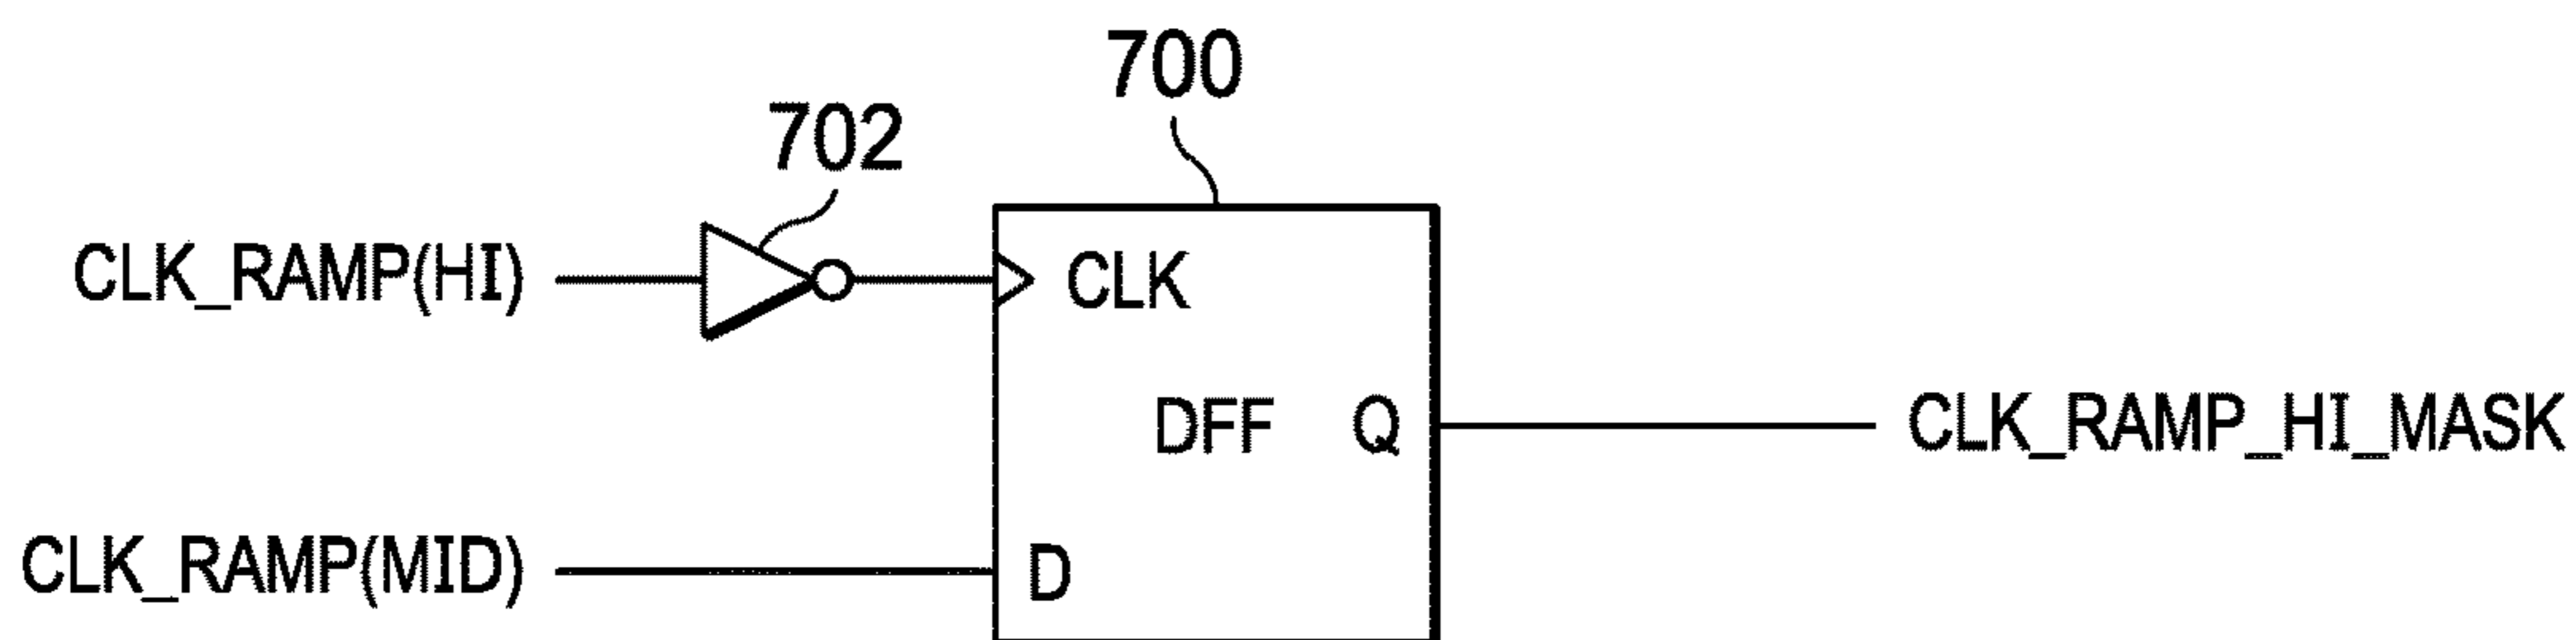 700
702
CLK_RAMP(HI)
CLK
DFF Q
CLK_RAMP_HI_MASK
CLK_RAMP(MID)
D